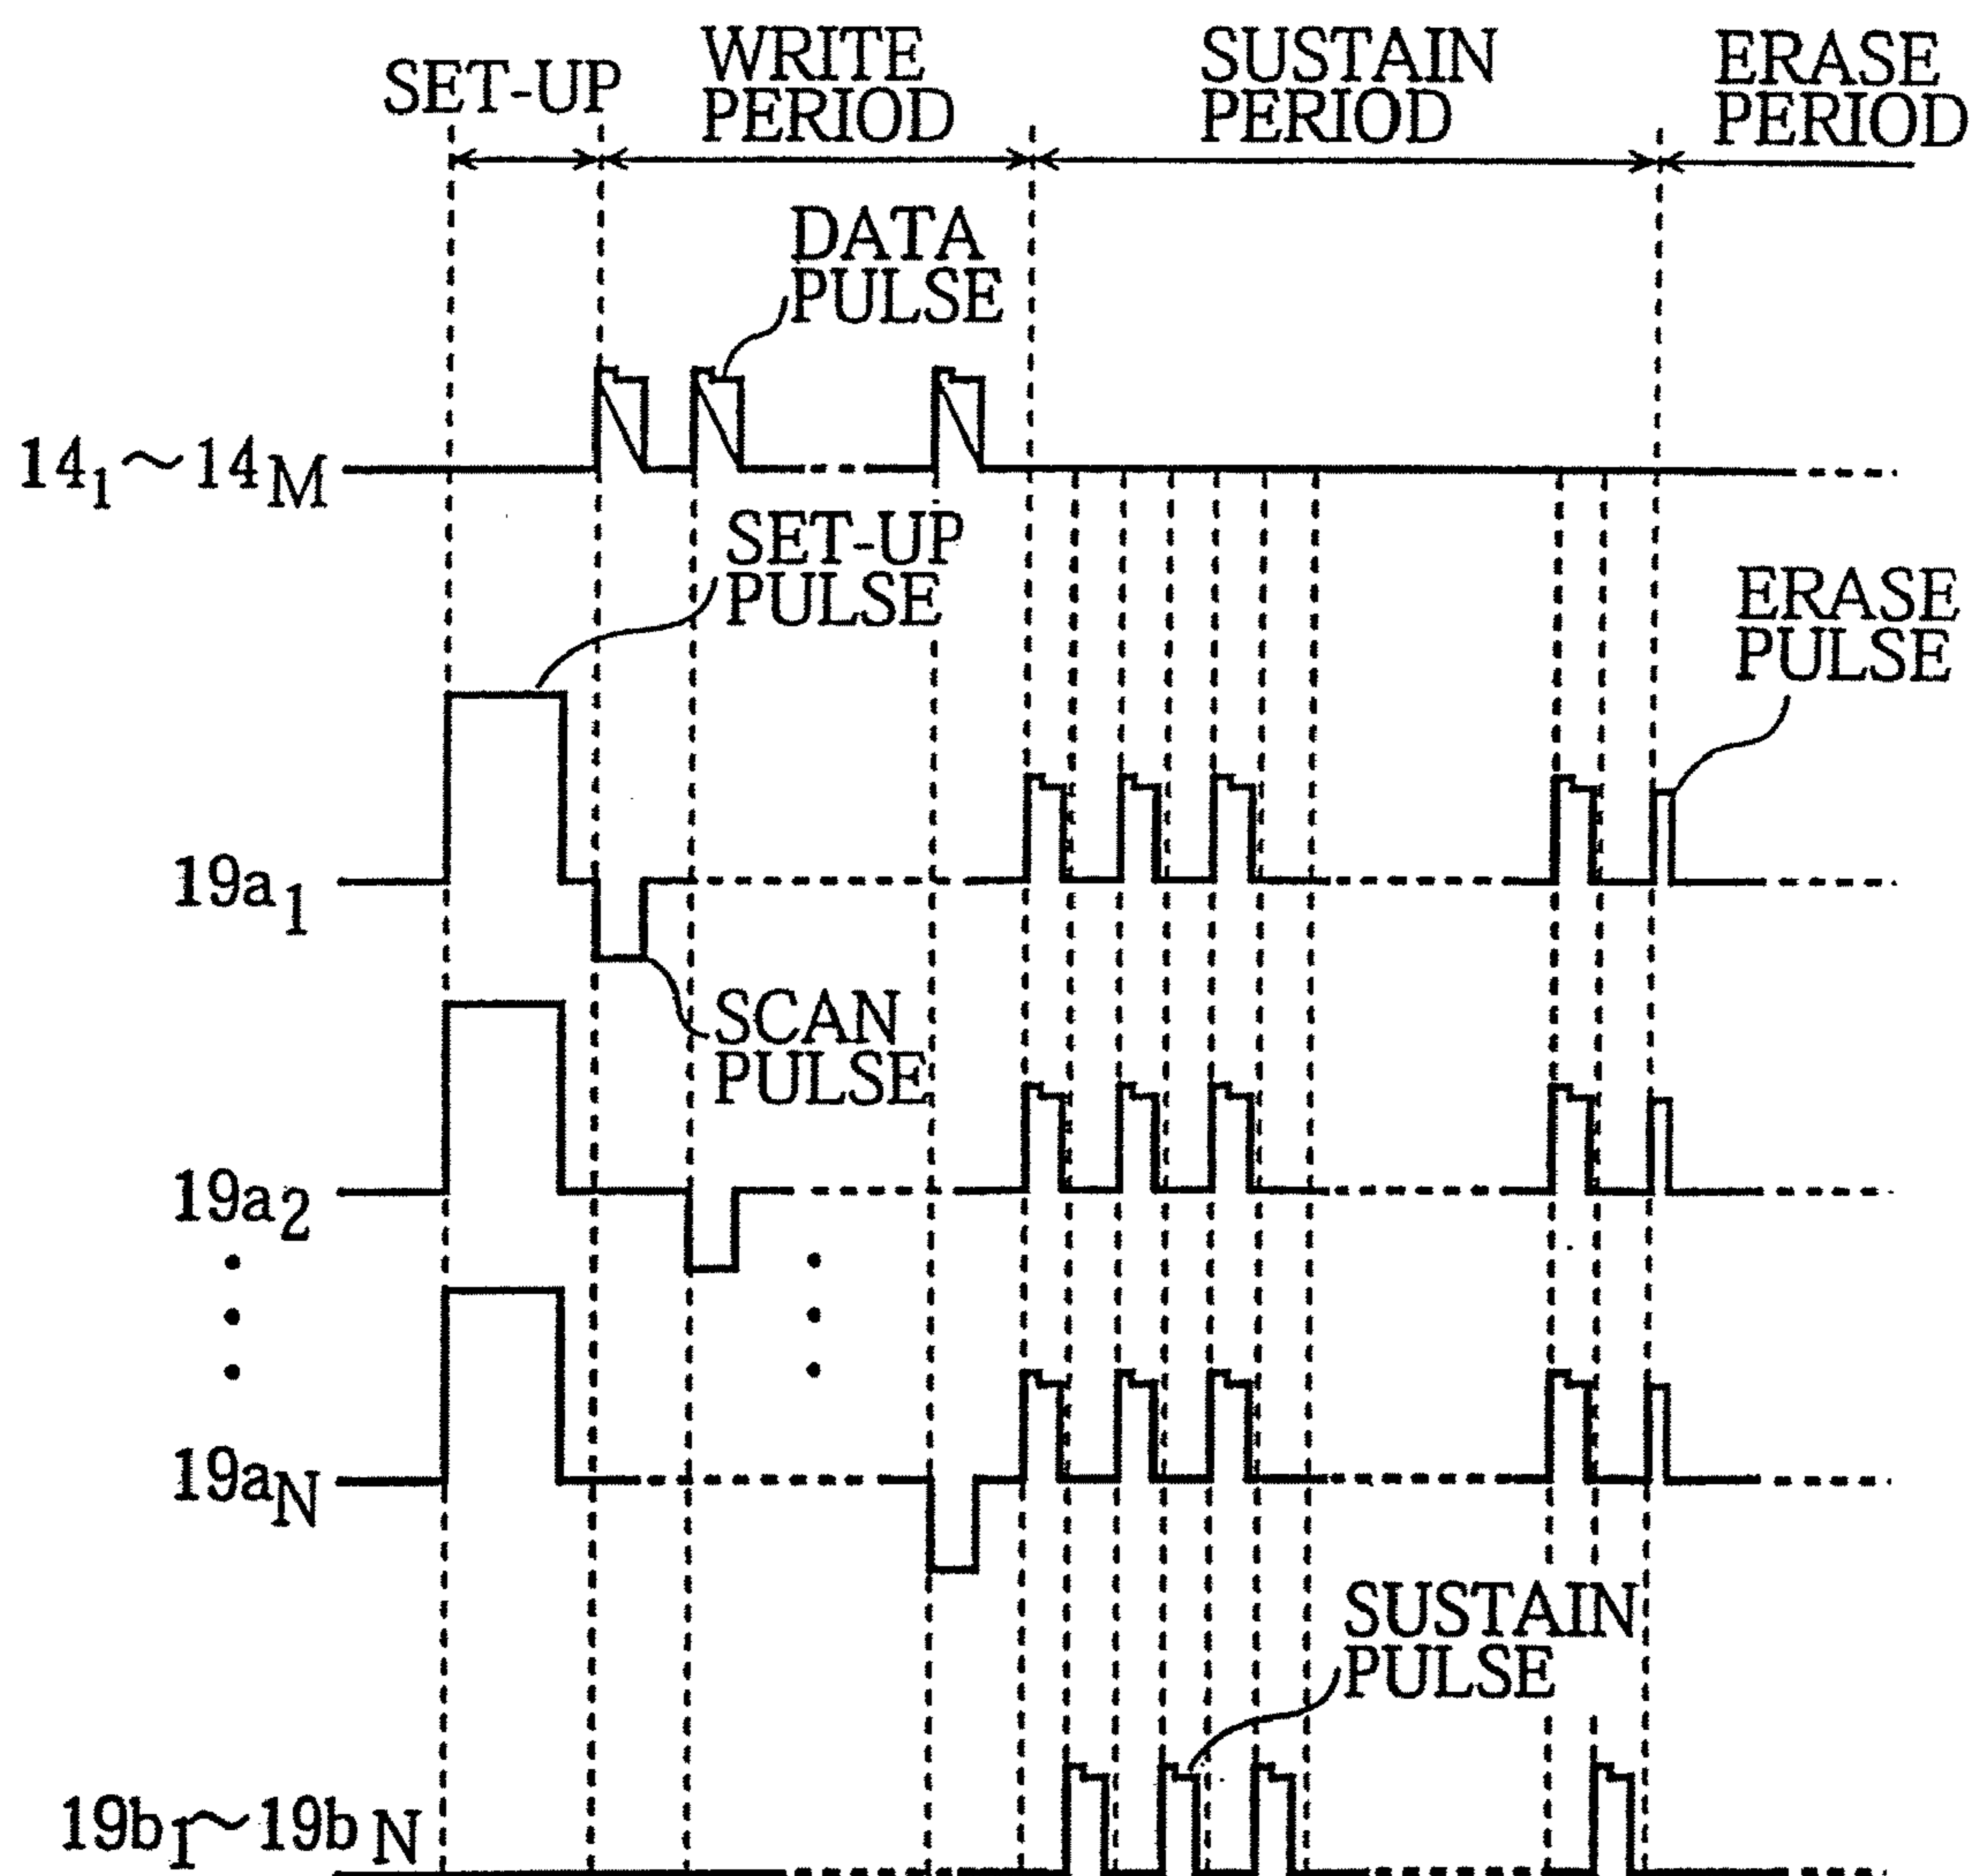 SET-UP
WRITE
PERIOD
SUSTAIN
PERIOD
ERASE
PERIOD
DATA
PULSE
14₁～14M
SET-UP
PULSE
ERASE
PULSE
19a₁
SCAN
PULSE
19a₂
19aN
SUSTAIN
PULSE
19b₁～19bN